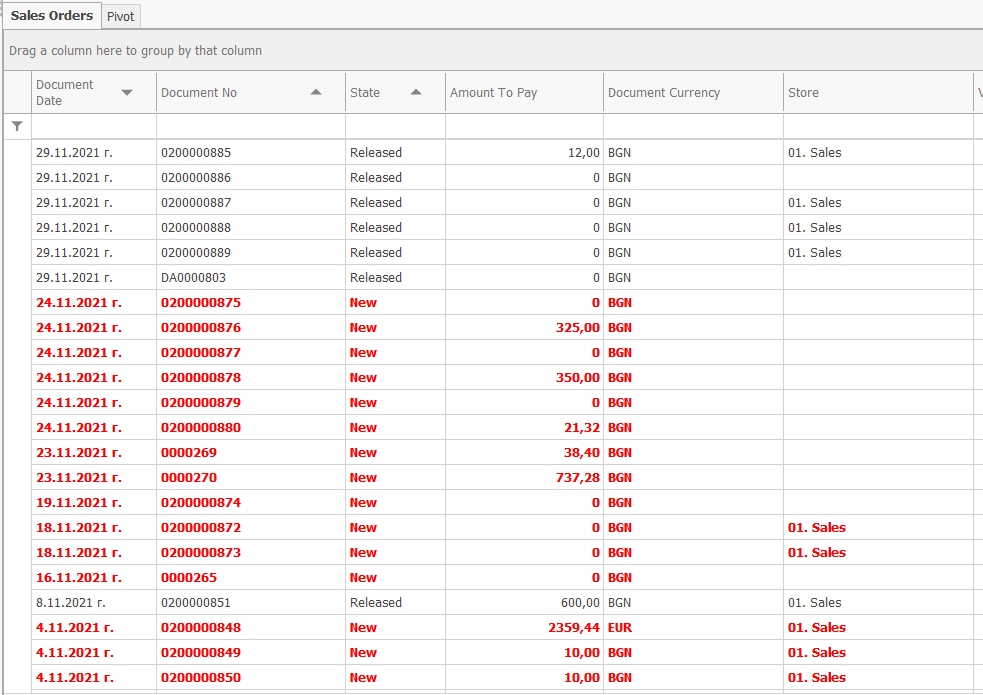 Sales Orders Pivot
Drag a column here to group by that column
Document Date Document No State Amount To Pay Document Currency Store
29.11.2021 г. 0200000885 Released 12,00 BGN 01. Sales
29.11.2021 г. 0200000886 Released 0 BGN
29.11.2021 г. 0200000887 Released 0 BGN 01. Sales
29.11.2021 г. 0200000888 Released 0 BGN 01. Sales
29.11.2021 г. 0200000889 Released 0 BGN 01. Sales
29.11.2021 г. DA0000803 Released 0 BGN
24.11.2021 г. 0200000875 New 0 BGN
24.11.2021 г. 0200000876 New 325,00 BGN
24.11.2021 г. 0200000877 New 0 BGN
24.11.2021 г. 0200000878 New 350,00 BGN
24.11.2021 г. 0200000879 New 0 BGN
24.11.2021 г. 0200000880 New 21,32 BGN
23.11.2021 г. 0000269 New 38,40 BGN
23.11.2021 г. 0000270 New 737,28 BGN
19.11.2021 г. 0200000874 New 0 BGN
18.11.2021 г. 0200000872 New 0 BGN 01. Sales
18.11.2021 г. 0200000873 New 0 BGN 01. Sales
16.11.2021 г. 0000265 New 0 BGN
8.11.2021 г. 0200000851 Released 600,00 BGN 01. Sales
4.11.2021 г. 0200000848 New 2359,44 EUR 01. Sales
4.11.2021 г. 0200000849 New 10,00 BGN 01. Sales
4.11.2021 г. 0200000850 New 10,00 BGN 01. Sales